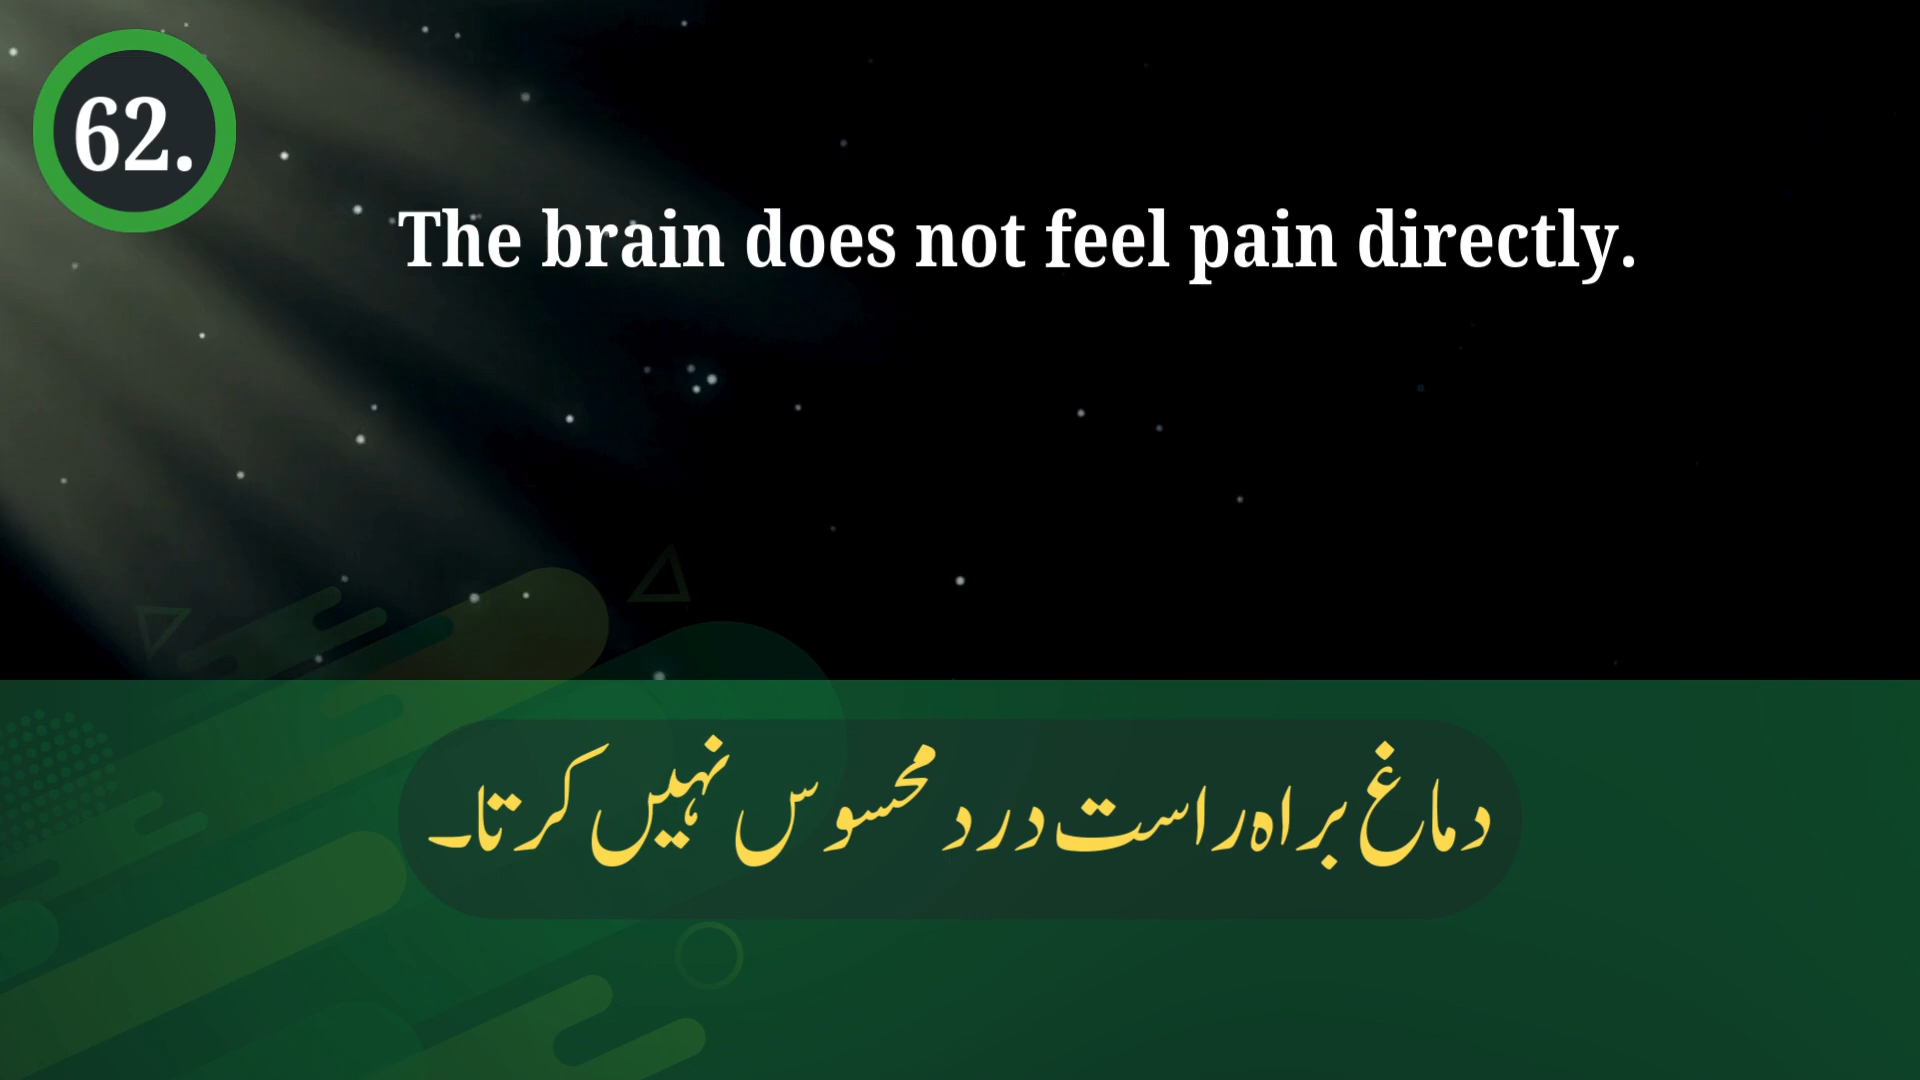 62.
The brain does not feel pain directly.
دماغ براہ راست درد محسوس نہیں کرتا۔